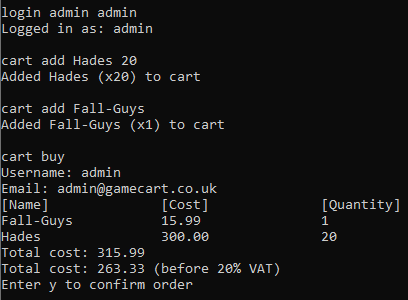 login admin admin
Logged in as: admin
cart add Hades 20
Added Hades (x20) to cart
cart add Fall-Guys
Added Fall-Guys (x1) to cart
cart buy
Username: admin
Email: admin@gamecart.co.uk
[Name] [Cost] [Quantity]
Fall-Guys 15.99 1
Hades 300.00 20
Total cost: 315.99
Total cost: 263.33 (before 20% VAT)
Enter y to confirm order